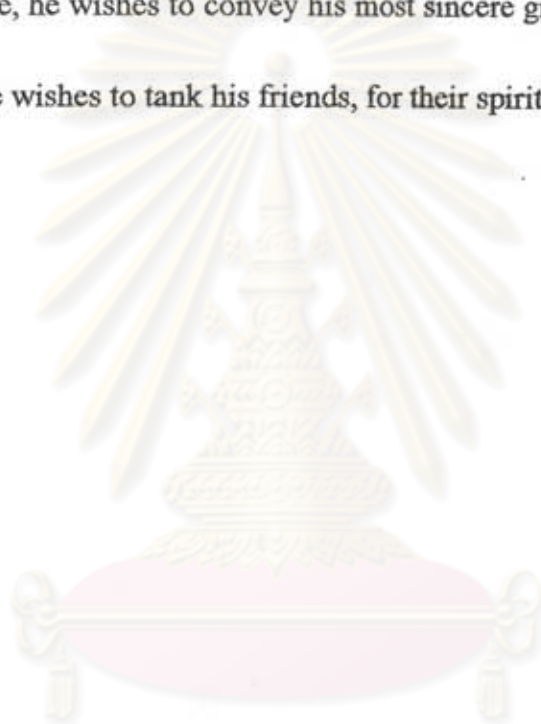 he wishes to convey his most sincere
wishes to tank his friends, for their spirit